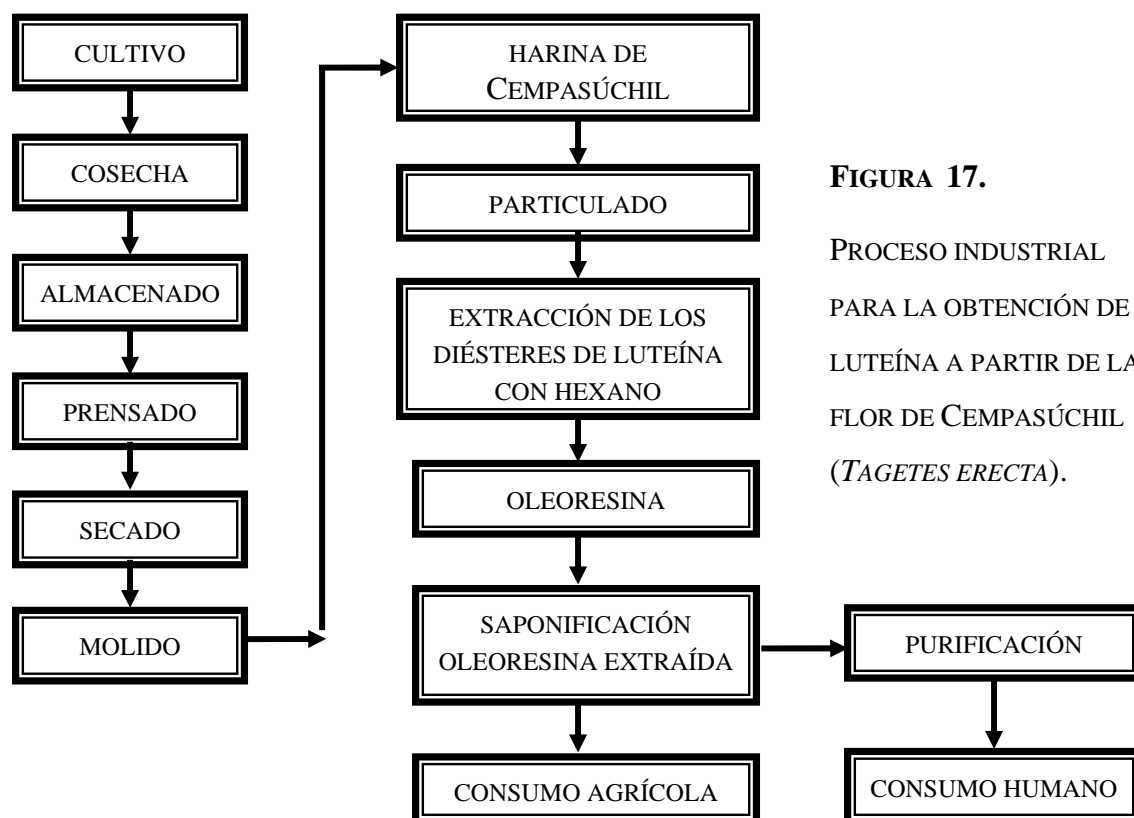 CULTIVO
COSECHA
ALMACENADO
PRENSADO
SECADO
MOLIDO
HARINA DE
CEMPASÚCHIL
PARTICULADO
EXTRACCIÓN DE LOS
DIÉSTERES DE LUTEÍNA
CON HEXANO
OLEORESINA
SAPONIFICACIÓN
OLEORESINA EXTRAÍDA
CONSUMO AGRÍCOLA
PURIFICACIÓN
CONSUMO HUMANO
FIGURA 17.
PROCESO INDUSTRIAL
PARA LA OBTENCIÓN DE
LUTEÍNA A PARTIR DE LA
FLOR DE CEMPASÚCHIL
(TAGETES ERECTA).